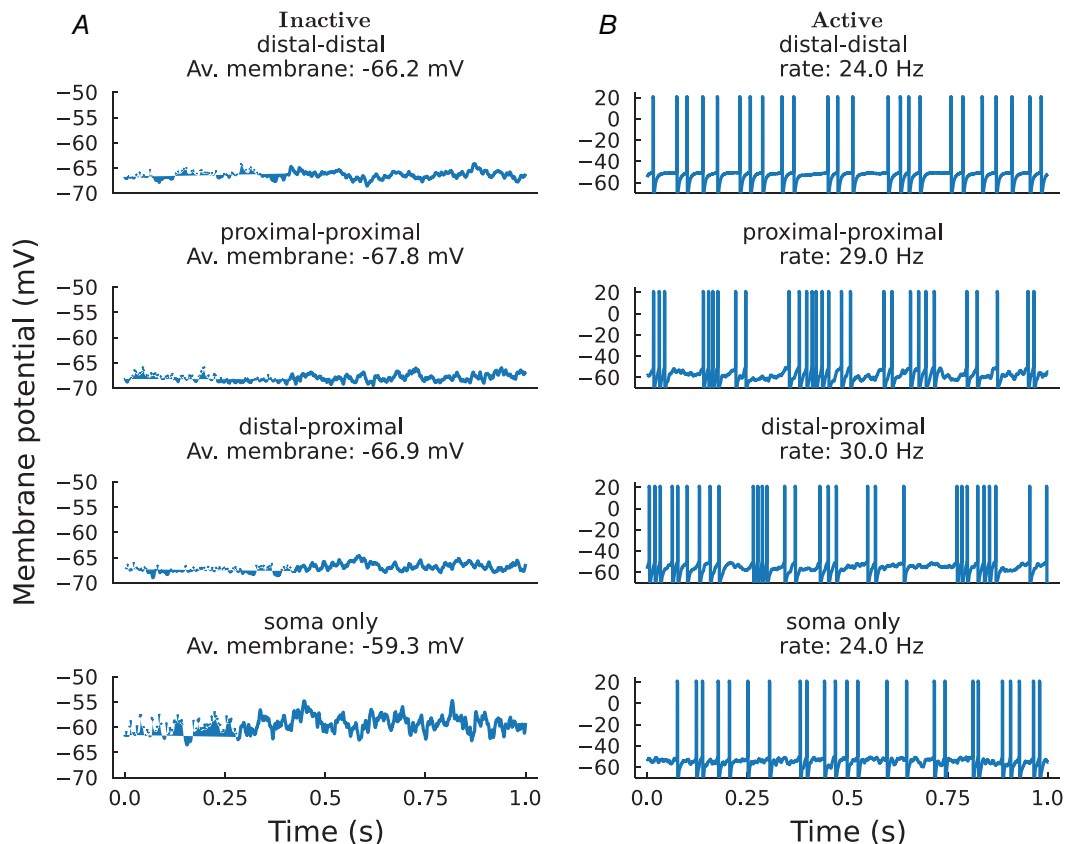 A
Inactive
distal-distal
Av. membrane: -66.2 mV
−50
−55
−60
−65
−70
proximal-proximal
Av. membrane: -67.8 mV
−50
−55
−60
−65
−70
distal-proximal
Av. membrane: -66.9 mV
−50
−55
−60
−65
−70
soma only
Av. membrane: -59.3 mV
−50
−55
−60
−65
−70
0.0 0.25 0.5 0.75 1.0
Time (s)
Membrane potential (mV)
B
Active
distal-distal
rate: 24.0 Hz
20
0
−20
−40
−60
proximal-proximal
rate: 29.0 Hz
20
0
−20
−40
−60
distal-proximal
rate: 30.0 Hz
20
0
−20
−40
−60
soma only
rate: 24.0 Hz
20
0
−20
−40
−60
0.0 0.25 0.5 0.75 1.0
Time (s)